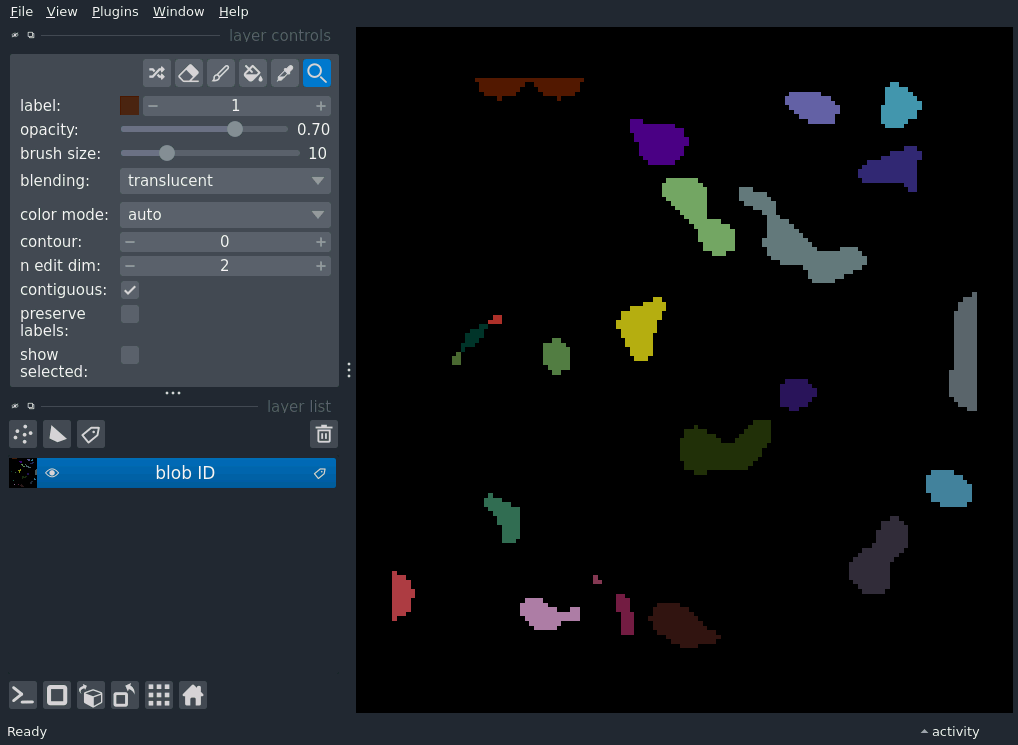 File View Plugins Window Help
layer controls
label: 1
opacity: 0.70
brush size: 10
blending: translucent
color mode: auto
contour: 0
n edit dim: 2
contiguous:
preserve
labels:
show
selected:
layer list
blob ID
Ready
activity